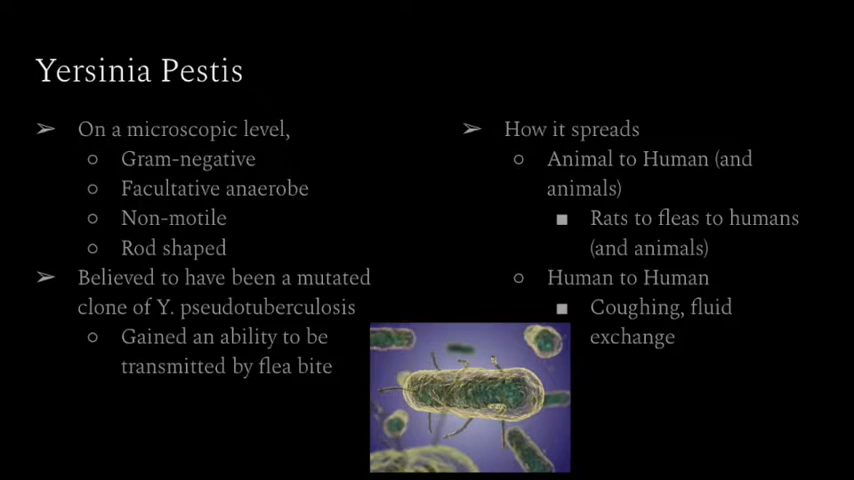 Yersinia Pestis
➢ On a microscopic level,
○ Gram-negative
○ Facultative anaerobe
○ Non-motile
○ Rod shaped
➢ Believed to have been a mutated
clone of Y. pseudotuberculosis
○ Gained an ability to be
transmitted by flea bite
➢ How it spreads
○ Animal to Human (and
animals)
■ Rats to fleas to humans
(and animals)
○ Human to Human
■ Coughing, fluid
exchange